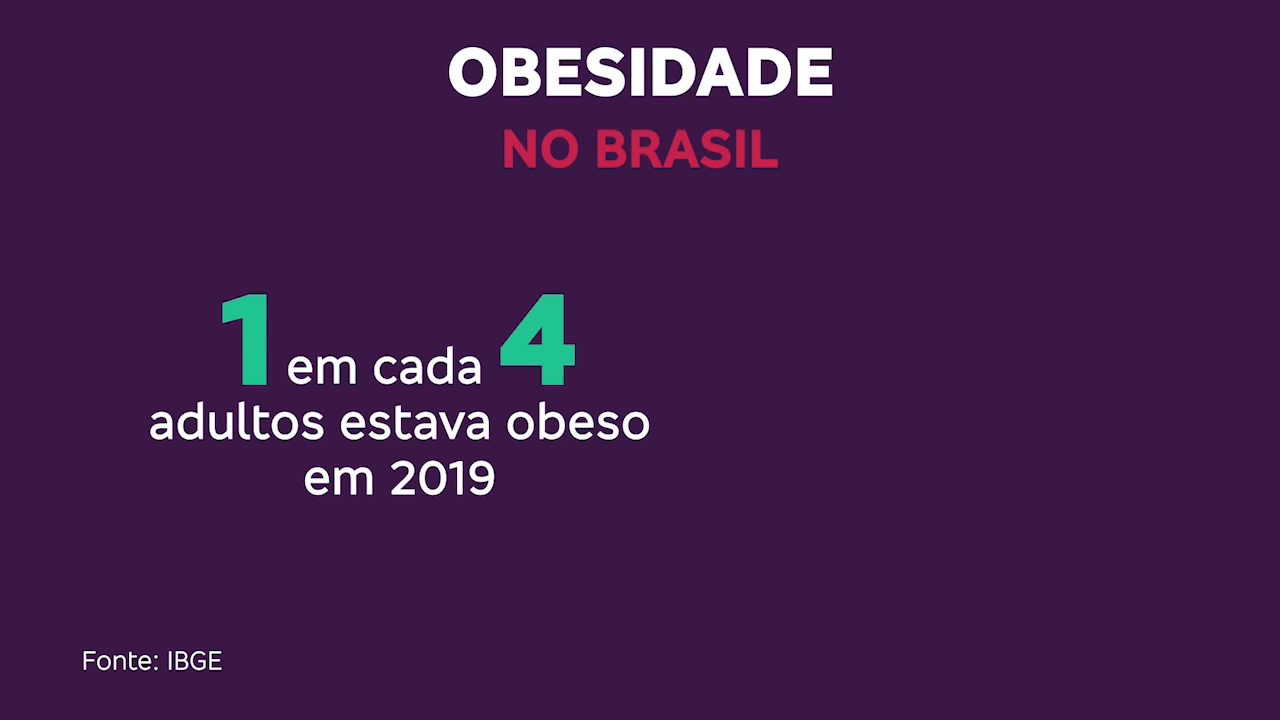 OBESIDADE
NO BRASIL
1 em cada 4
adultos estava obeso
em 2019
Fonte: IBGE